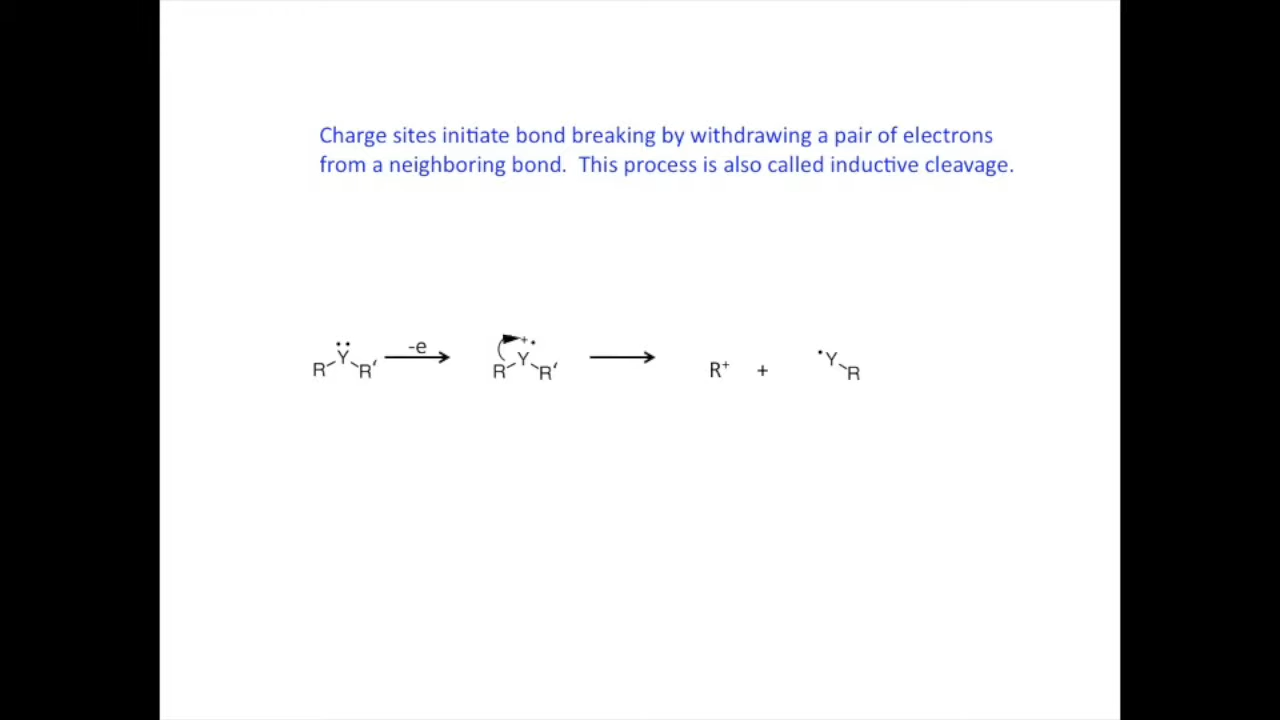 Charge sites initiate bond breaking by withdrawing a pair of electrons
from a neighboring bond.  This process is also called inductive cleavage.
-e
R Y R′
R Y +• R′
R⁺ + •Y R